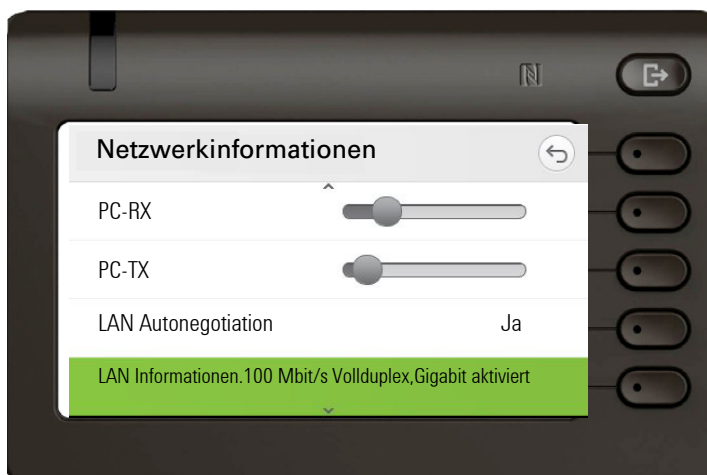 Netzwerkinformationen
PC-RX
PC-TX
LAN Autonegotiation Ja
LAN Informationen.100 Mbit/s Vollduplex,Gigabit aktiviert